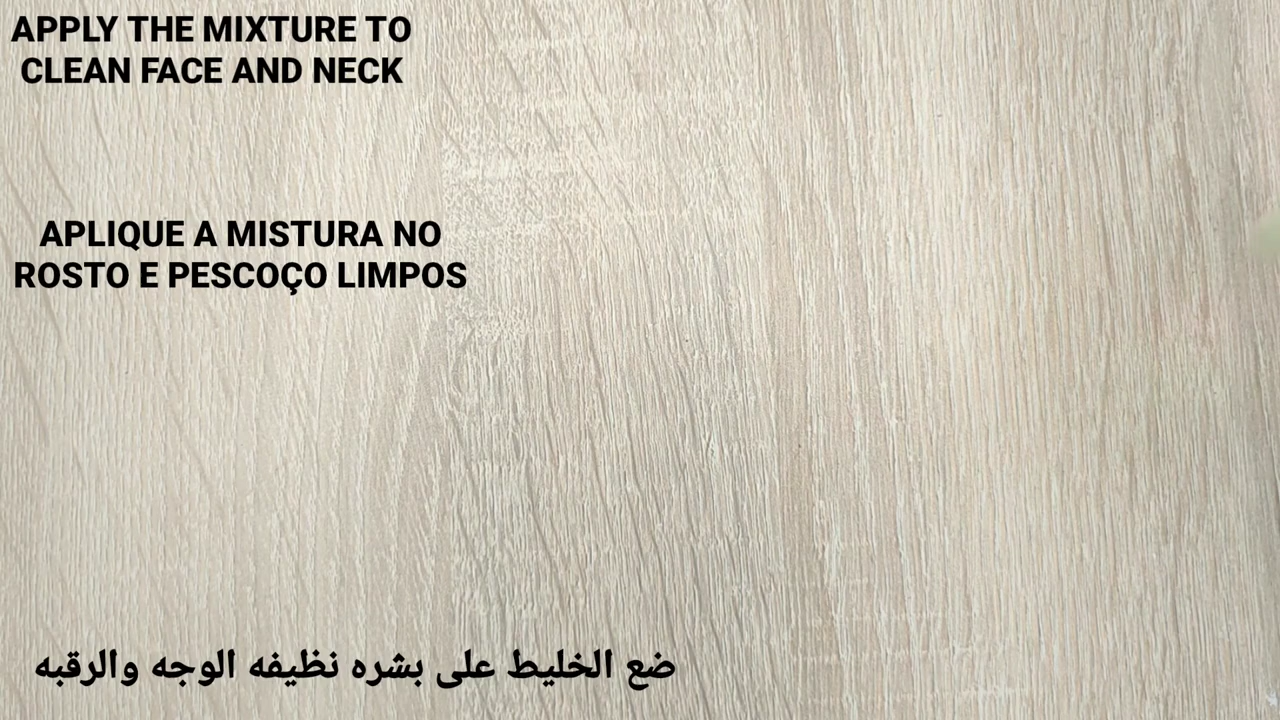 APPLY THE MIXTURE TO
CLEAN FACE AND NECK
APLIQUE A MISTURA NO
ROSTO E PESCOÇO LIMPOS
ضع الخليط على بشره نظيفه الوجه والرقبه